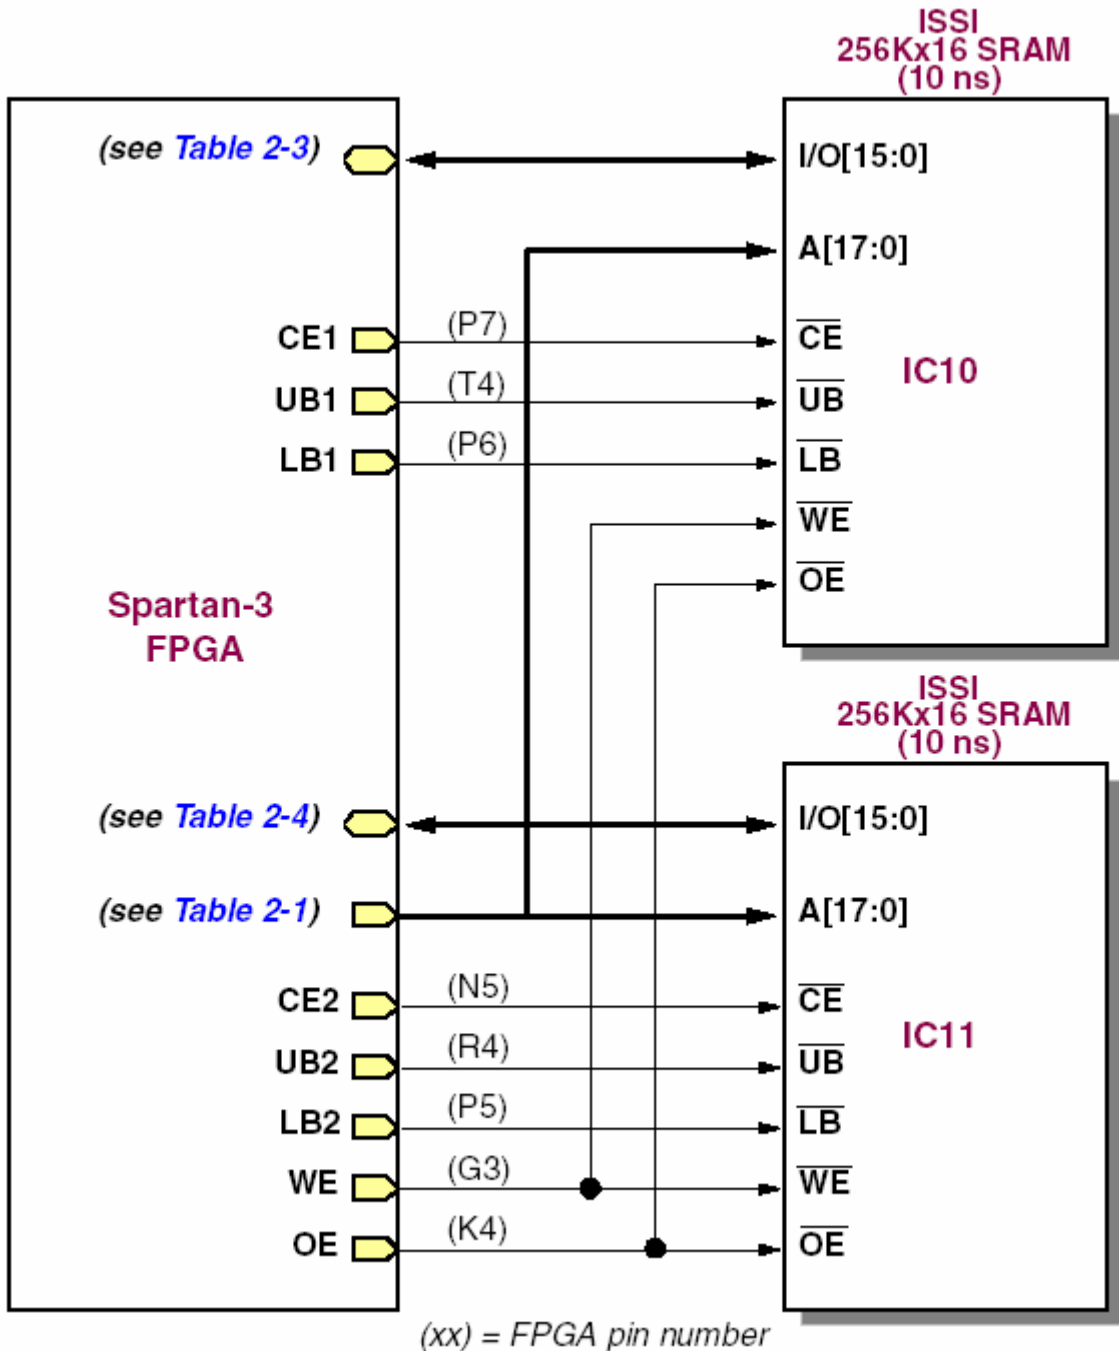 ISSI
256Kx16 SRAM
(10 ns)
(see Table 2-3)
I/O[15:0]
A[17:0]
CE1
(P7)
CE
UB1
(T4)
UB
LB1
(P6)
LB
IC10
WE
OE
Spartan-3
FPGA
ISSI
256Kx16 SRAM
(10 ns)
(see Table 2-4)
I/O[15:0]
(see Table 2-1)
A[17:0]
CE2
(N5)
CE
UB2
(R4)
UB
IC11
LB2
(P5)
LB
WE
(G3)
WE
OE
(K4)
OE
(xx) = FPGA pin number